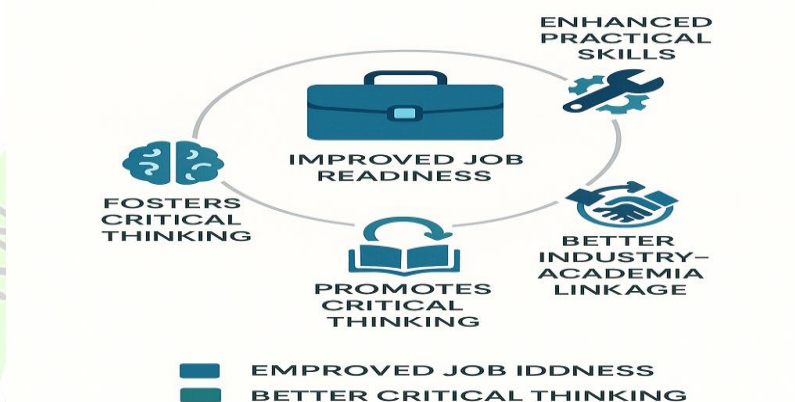 ENHANCED
PRACTICAL
SKILLS
IMPROVED JOB
READINESS
FOSTERS
CRITICAL
THINKING
BETTER
INDUSTRY–
ACADEMIA
LINKAGE
PROMOTES
CRITICAL
THINKING
EMPROVED JOB IDDNESS
BETTER CRITICAL THINKING